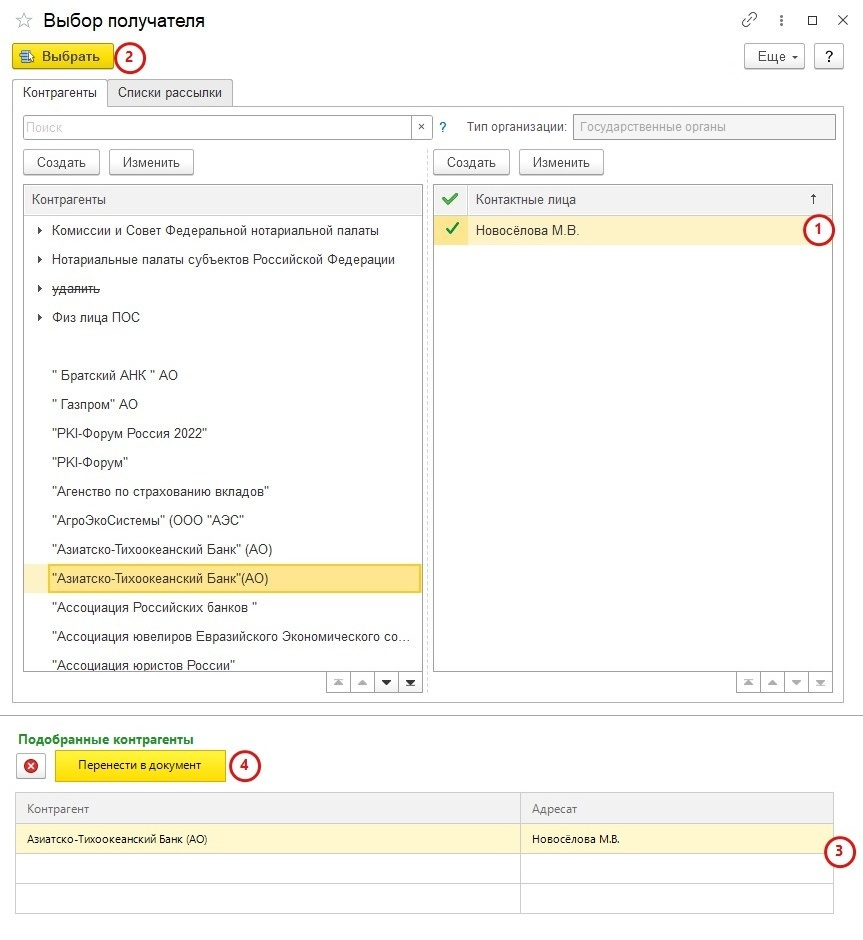 Выбор получателя
Выбрать 2 Еще ?
Контрагенты Списки рассылки
Поиск × ? Тип организации: Государственные органы
Создать Изменить Создать Изменить
Контрагенты Контактные лица ↑
Комиссии и Совет Федеральной нотариальной палаты Новосёлова М.В. 1
Нотариальные палаты субъектов Российской Федерации
удалить
Физ лица ПОС
" Братский АНК " АО
" Газпром" АО
"PKI-Форум Россия 2022"
"PKI-Форум"
"Агенство по страхованию вкладов"
"АгроЭкоСистемы" (ООО "АЭС"
"Азиатско-Тихоокеанский Банк" (АО)
"Азиатско-Тихоокеанский Банк"(АО)
"Ассоциация Российских банков "
"Ассоциация ювелиров Евразийского Экономического со...
"Ассоциация юристов России"
Подобранные контрагенты
Перенести в документ 4
Контрагент Адресат
Азиатско-Тихоокеанский Банк (АО) Новосёлова М.В. 3